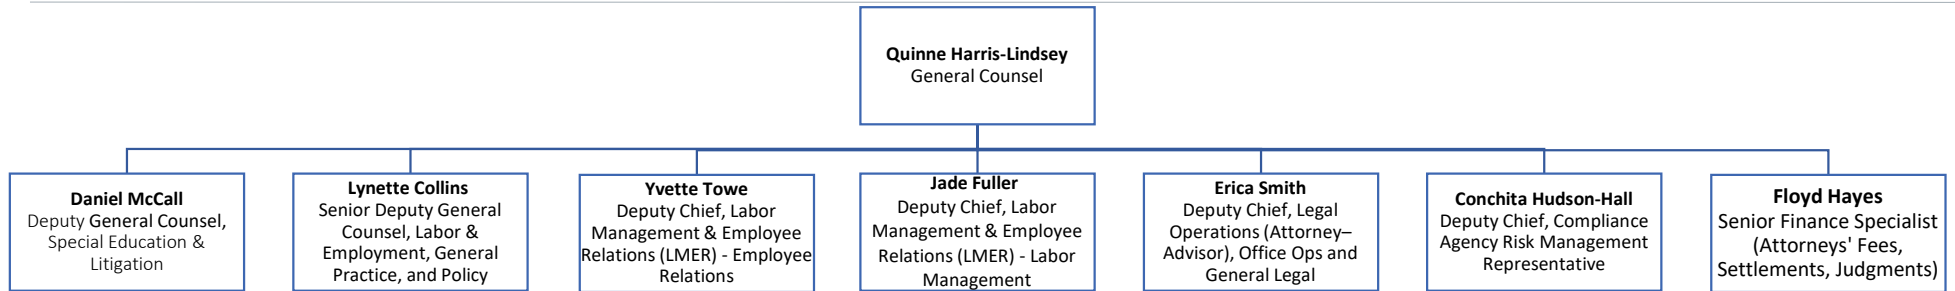 Quinne Harris-Lindsey
General Counsel
Daniel McCall
Deputy General Counsel,
Special Education &
Litigation
Lynette Collins
Senior Deputy General
Counsel, Labor &
Employment, General
Practice, and Policy
Yvette Towe
Deputy Chief, Labor
Management & Employee
Relations (LMER) - Employee
Relations
Jade Fuller
Deputy Chief, Labor
Management & Employee
Relations (LMER) - Labor
Management
Erica Smith
Deputy Chief, Legal
Operations (Attorney–
Advisor), Office Ops and
General Legal
Conchita Hudson-Hall
Deputy Chief, Compliance
Agency Risk Management
Representative
Floyd Hayes
Senior Finance Specialist
(Attorneys' Fees,
Settlements, Judgments)